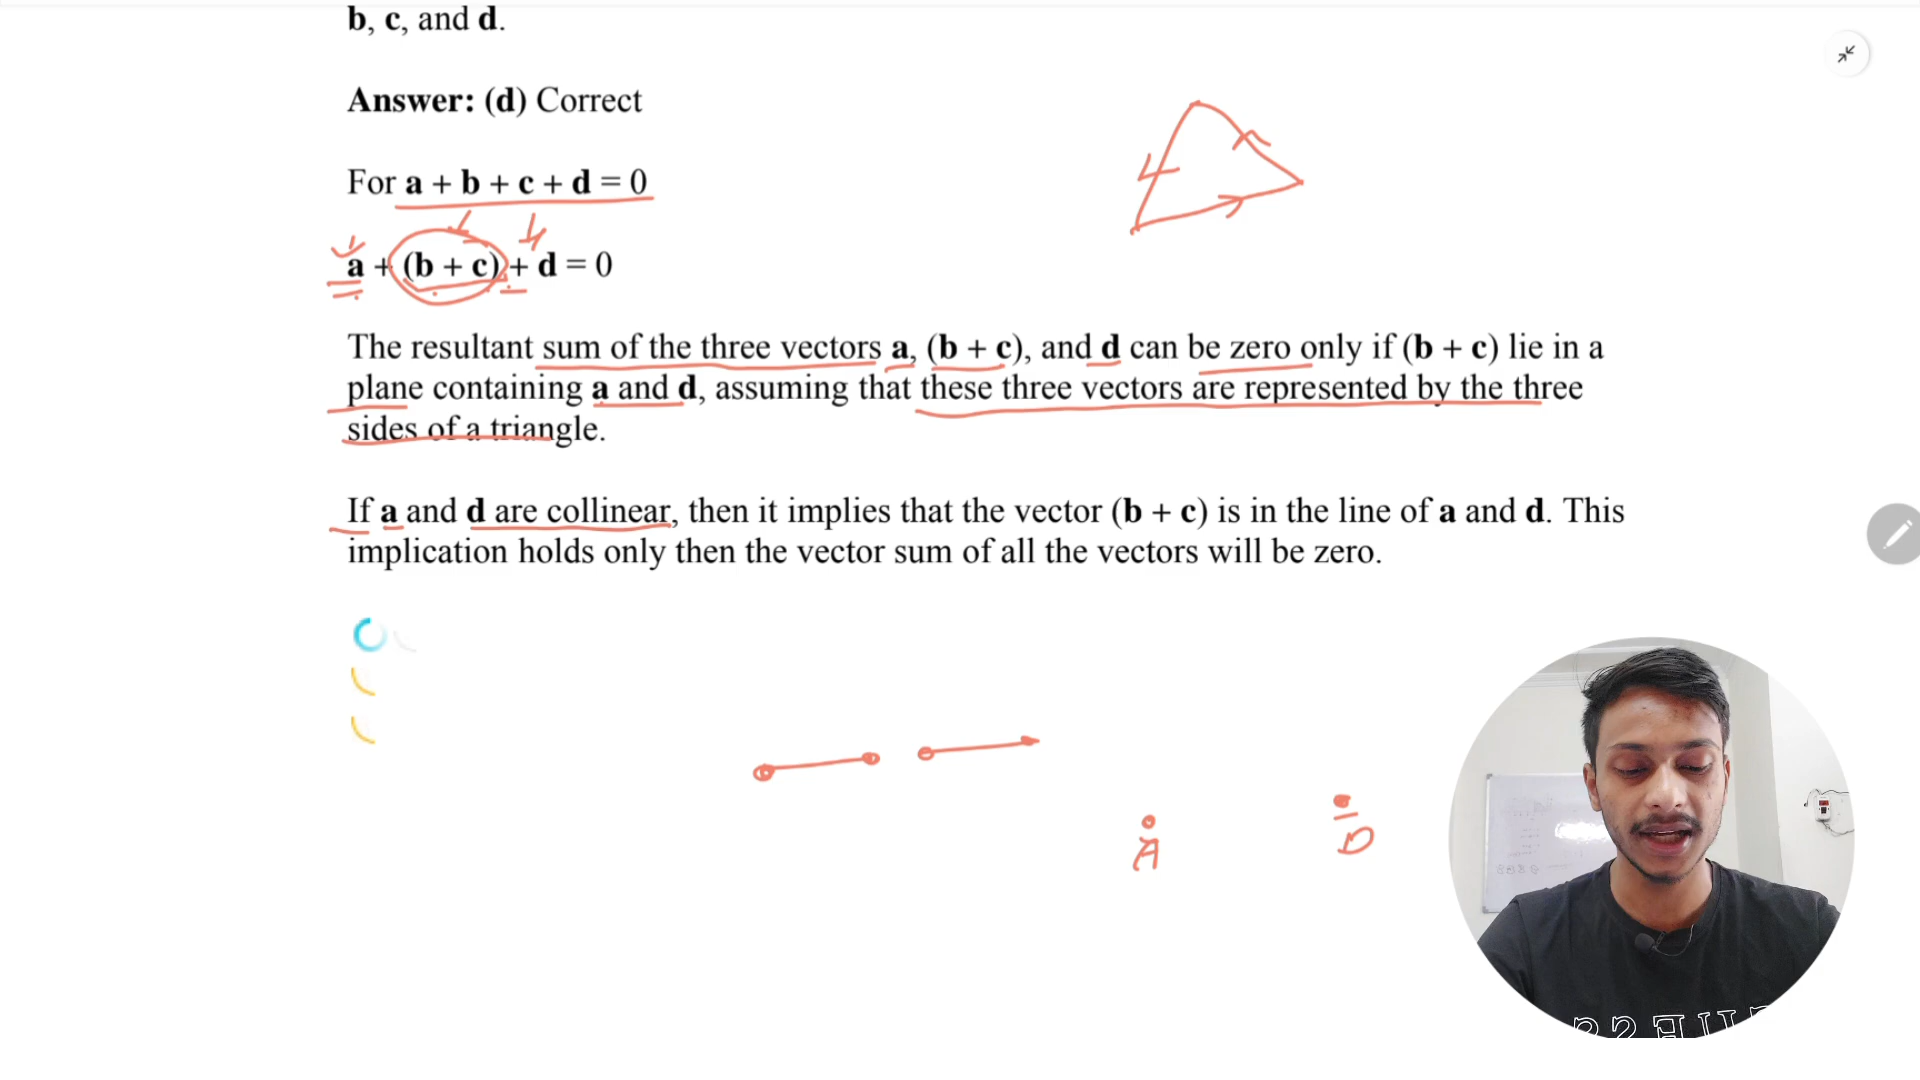 b, c, and d.
Answer: (d) Correct
For a + b + c + d = 0
a + (b + c) + d = 0
The resultant sum of the three vectors a, (b + c), and d can be zero only if (b + c) lie in a
plane containing a and d, assuming that these three vectors are represented by the three
sides of a triangle.
If a and d are collinear, then it implies that the vector (b + c) is in the line of a and d. This
implication holds only then the vector sum of all the vectors will be zero.
A
D